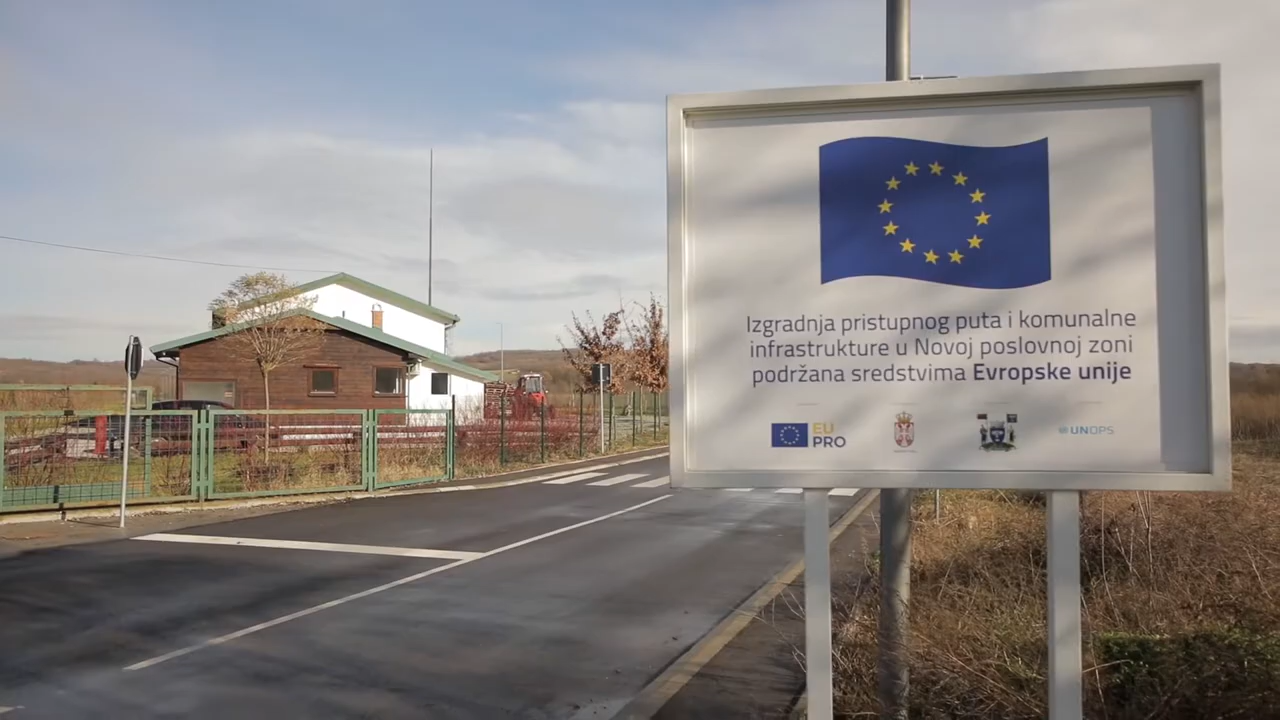 Izgradnja pristupnog puta i komunalne
infrastrukture u Novoj poslovnoj zoni
podržana sredstvima Evropske unije
EU
PRO
UNOPS